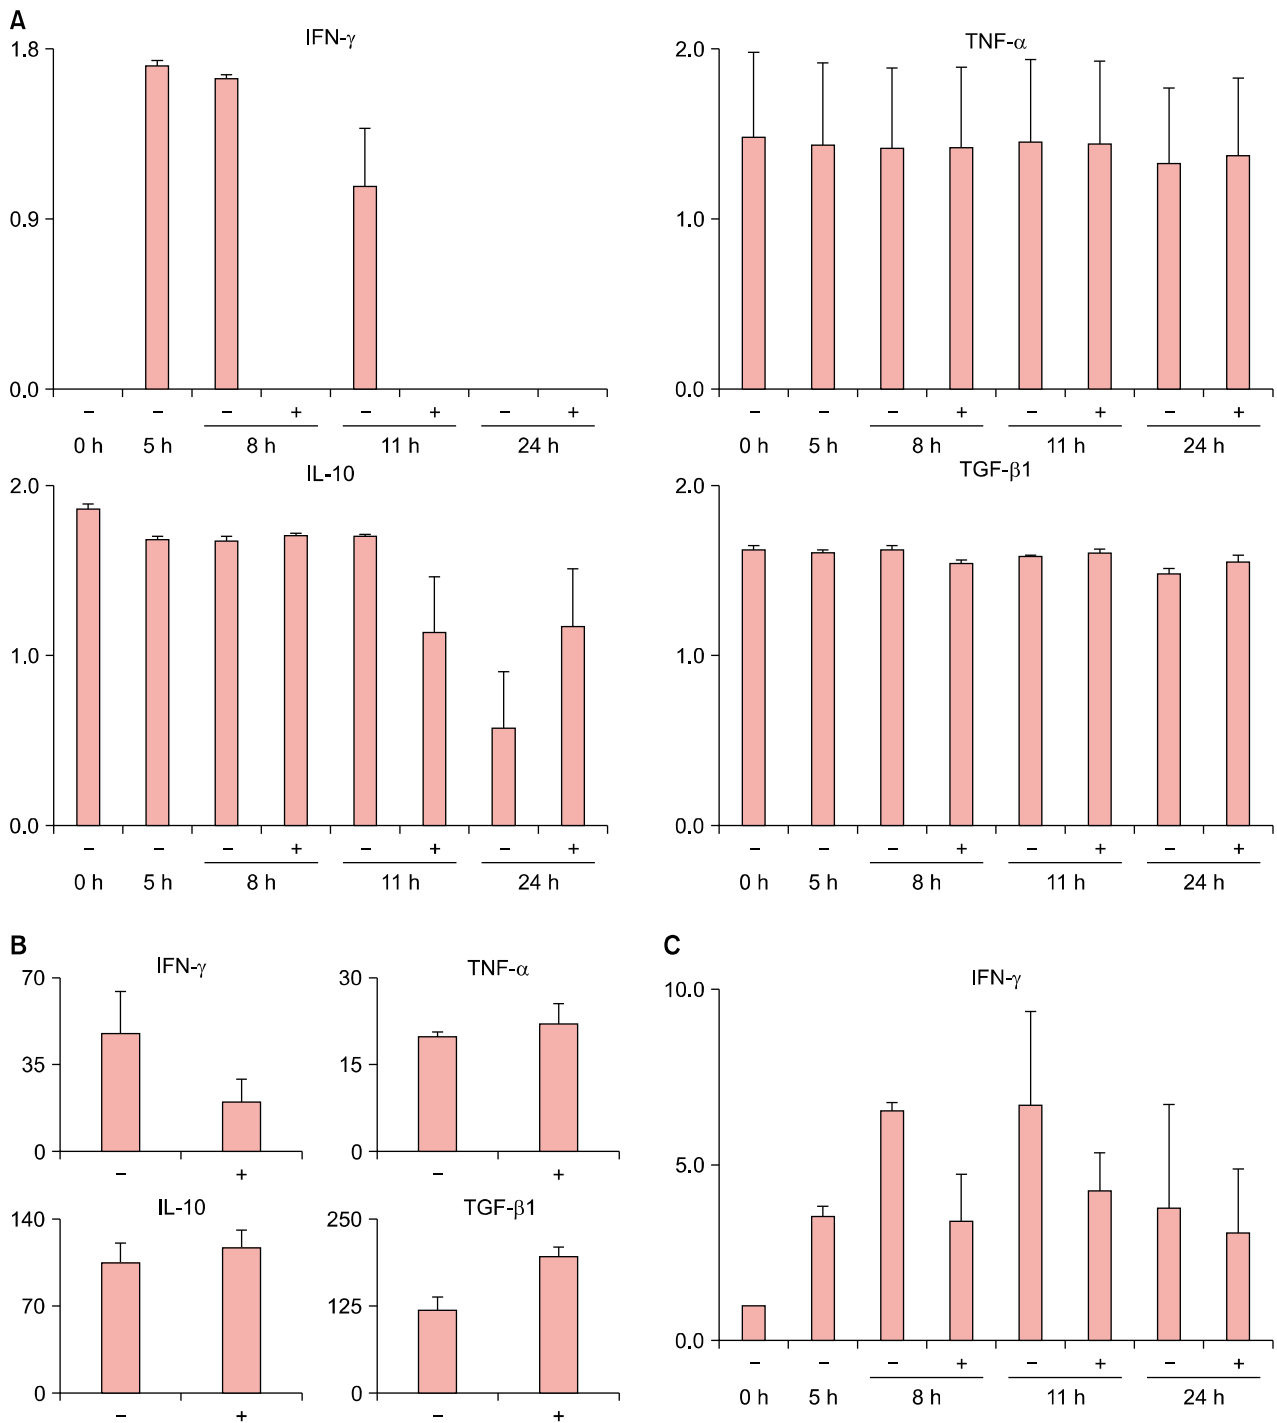 A
IFN-γ
1.8
0.9
0.0
− − − + − + − +
0 h 5 h 8 h 11 h 24 h
TNF-α
2.0
1.0
0.0
− − − + − + − +
0 h 5 h 8 h 11 h 24 h
IL-10
2.0
1.0
0.0
− − − + − + − +
0 h 5 h 8 h 11 h 24 h
TGF-β1
2.0
1.0
0.0
− − − + − + − +
0 h 5 h 8 h 11 h 24 h
B
IFN-γ
70
35
0
− +
TNF-α
30
15
0
− +
IL-10
140
70
0
− +
TGF-β1
250
125
0
− +
C
IFN-γ
10.0
5.0
0.0
− − − + − + − +
0 h 5 h 8 h 11 h 24 h